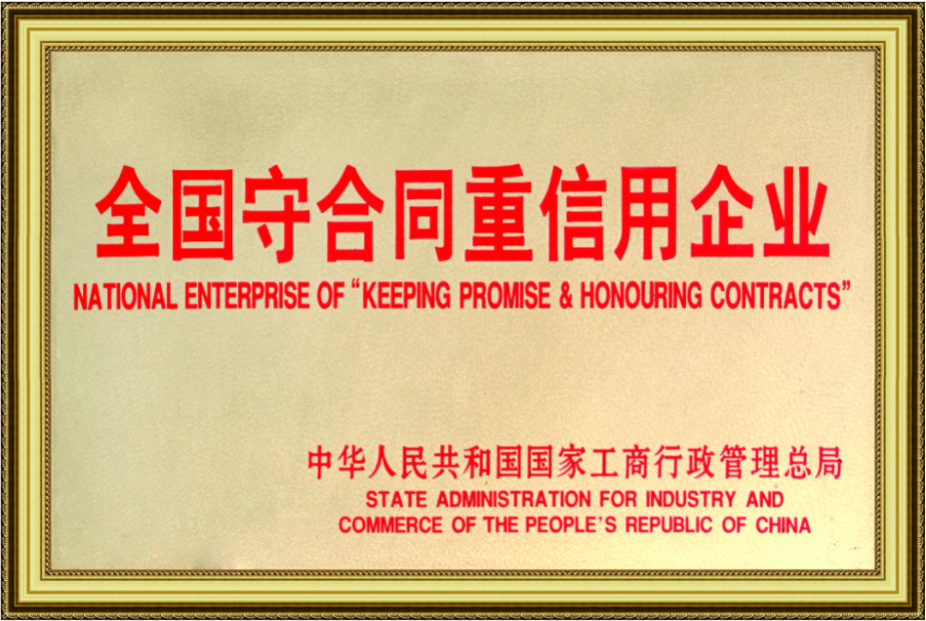 全国守合同重信用企业
NATIONAL ENTERPRISE OF “KEEPING PROMISE & HONOURING CONTRACTS”
中华人民共和国国家工商行政管理总局
STATE ADMINISTRATION FOR INDUSTRY AND
COMMERCE OF THE PEOPLE'S REPUBLIC OF CHINA